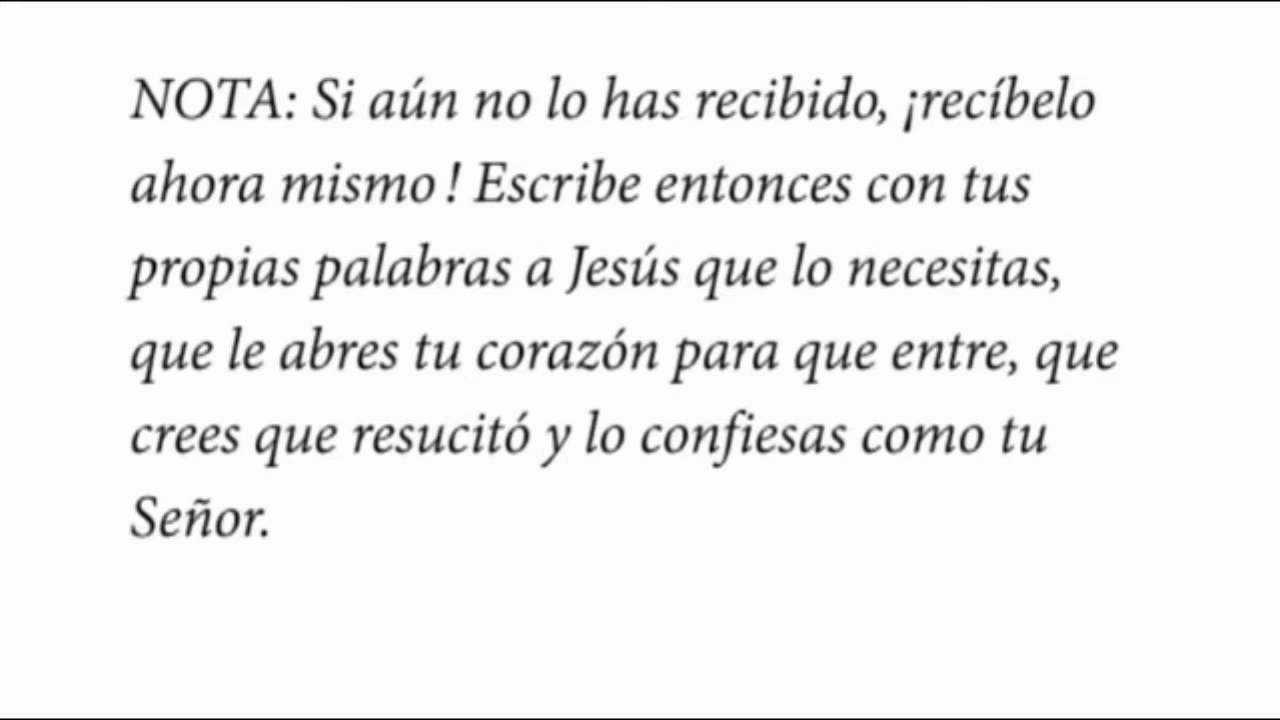 NOTA: Si aún no lo has recibido, ¡recíbelo
ahora mismo! Escribe entonces con tus
propias palabras a Jesús que lo necesitas,
que le abres tu corazón para que entre, que
crees que resucitó y lo confiesas como tu
Señor.